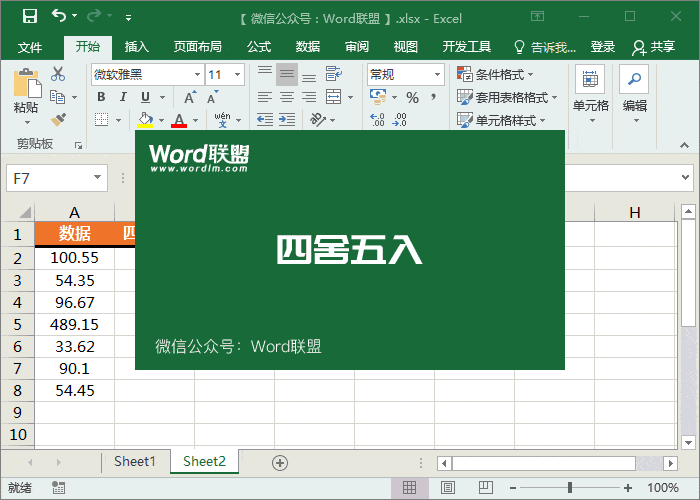 【 微信公众号：Word联盟 】.xlsx - Excel
文件 开始 插入 页面布局 公式 数据 审阅 视图 开发工具 告诉我... 登录 共享
粘贴 微软雅黑 11 常规 条件格式 单元格 编辑
B I U A A % , 套用表格格式
A wén 文 .00 单元格样式
剪贴板
F7
A H
1 数据 四
2 100.55
3 54.35
4 96.67
5 489.15
6 33.62
7 90.1
8 54.45
9
10
Word联盟
www.wordlm.com
四舍五入
微信公众号：Word联盟
Sheet1 Sheet2
就绪 100%